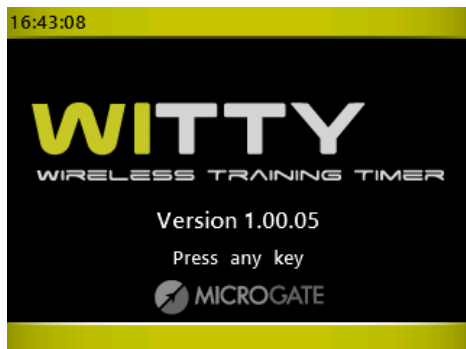 16:43:08
WITTY
WIRELESS TRAINING TIMER
Version 1.00.05
Press any key
MICROGATE